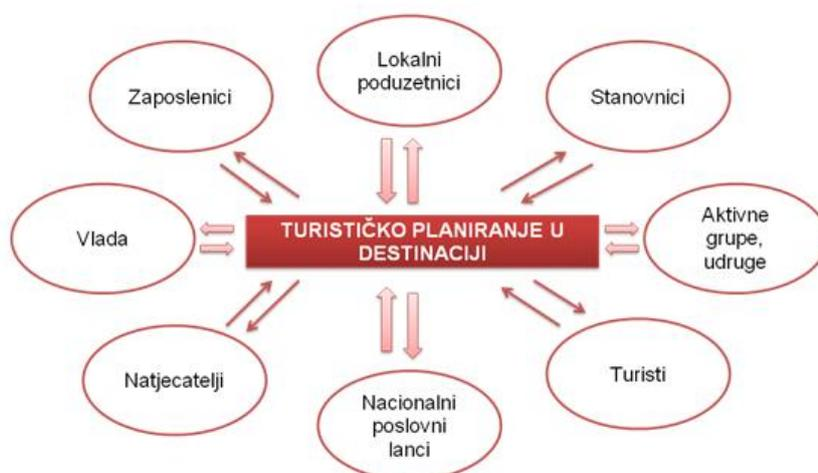 Lokalni
poduzetnici
Zaposlenici
Stanovnici
Vlada
TURISTIČKO PLANIRANJE U
DESTINACIJI
Aktivne
grupe,
udruge
Natjecatelji
Nacionalni
poslovni
lanci
Turisti